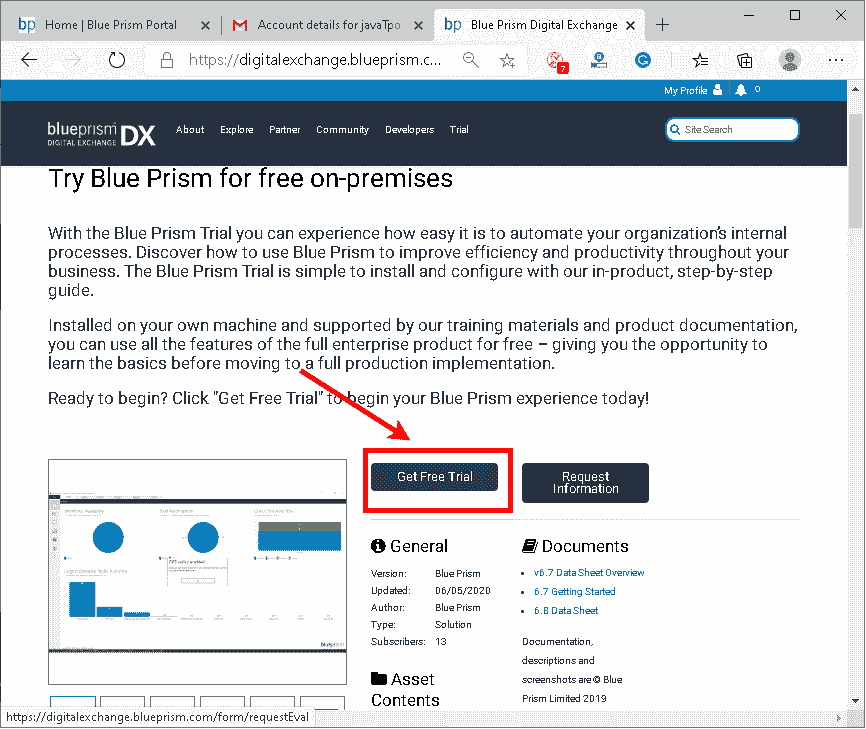 bp Home | Blue Prism Portal
Account details for javaTpo
bp Blue Prism Digital Exchange
https://digitalexchange.blueprism.c...
7
My Profile 0
blueprism DX
DIGITAL EXCHANGE
About Explore Partner Community Developers Trial
Site Search
Try Blue Prism for free on-premises
With the Blue Prism Trial you can experience how easy it is to automate your organization's internal
processes. Discover how to use Blue Prism to improve efficiency and productivity throughout your
business. The Blue Prism Trial is simple to install and configure with our in-product, step-by-step
guide.
Installed on your own machine and supported by our training materials and product documentation,
you can use all the features of the full enterprise product for free – giving you the opportunity to
learn the basics before moving to a full production implementation.
Ready to begin? Click "Get Free Trial" to begin your Blue Prism experience today!
Get Free Trial
Request
Information
General
Version: Blue Prism
Updated: 06/05/2020
Author: Blue Prism
Type: Solution
Subscribers: 13
Asset
Contents
Documents
v6.7 Data Sheet Overview
6.7 Getting Started
6.8 Data Sheet
Documentation,
descriptions and
screenshots are © Blue
Prism Limited 2019
https://digitalexchange.blueprism.com/form/requestEval